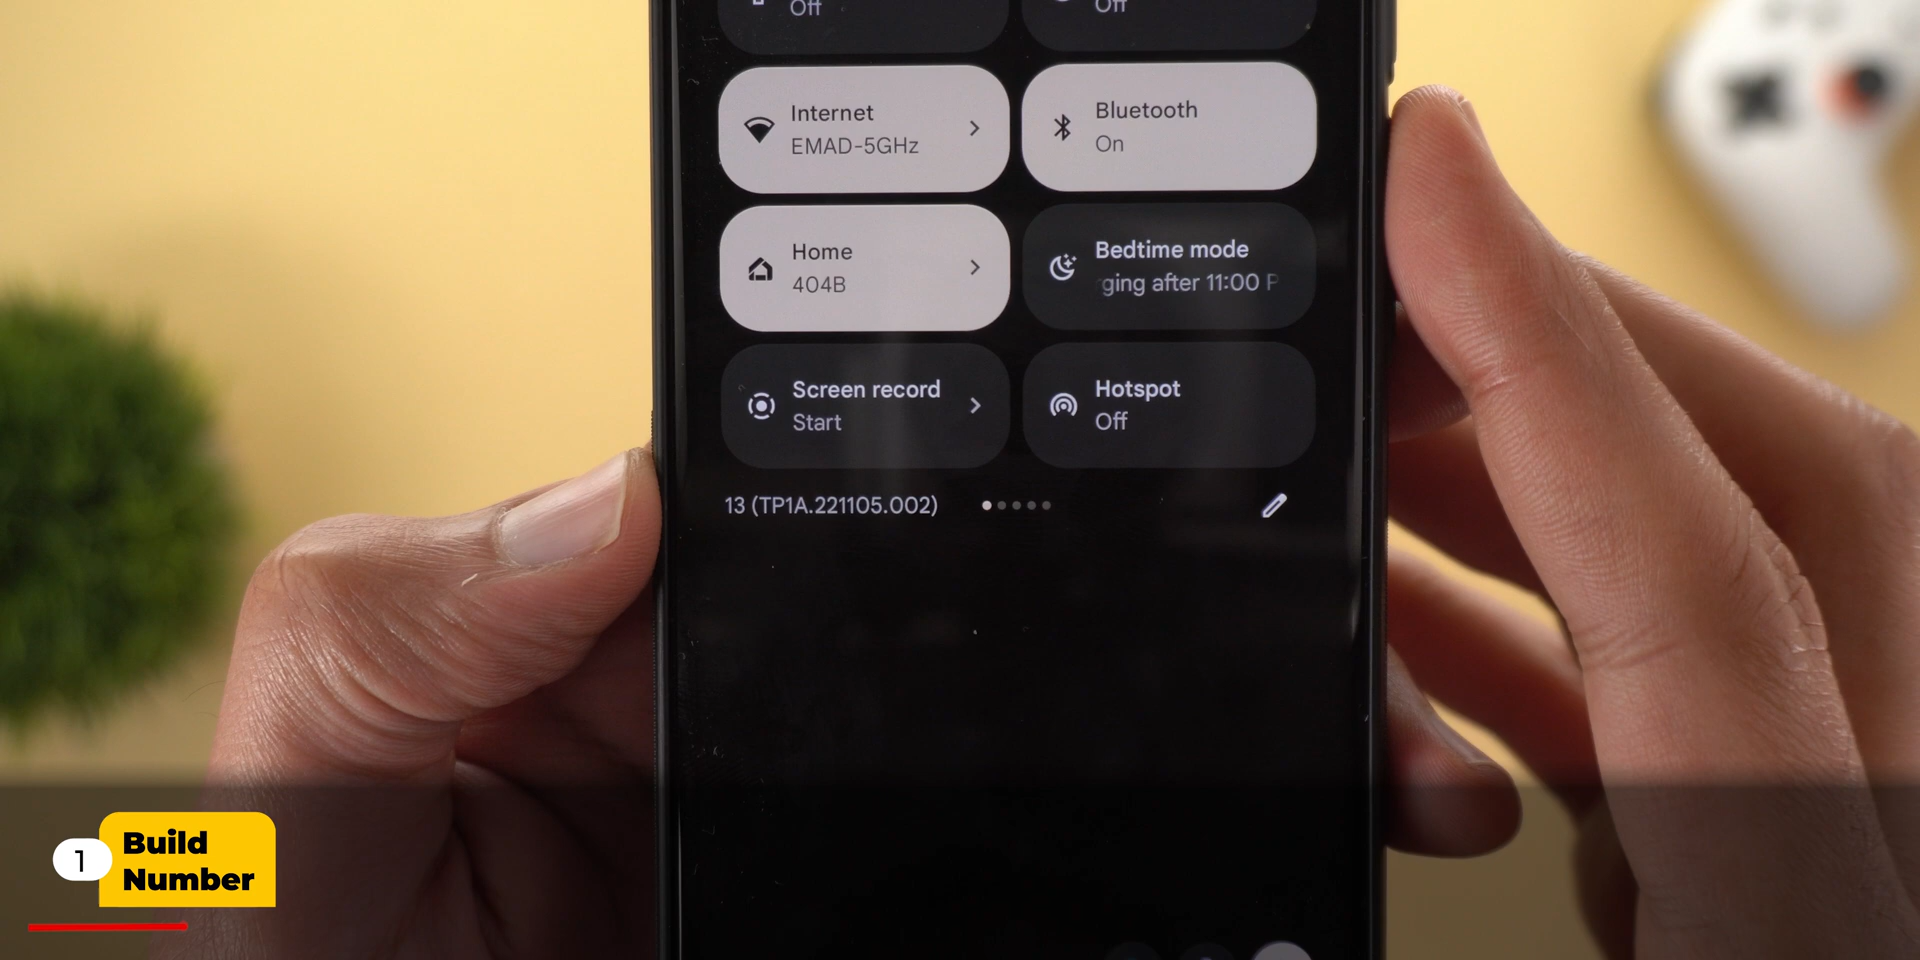 Off
Off
Internet
EMAD-5GHz
Bluetooth
On
Home
404B
Bedtime mode
ging after 11:00 P
Screen record
Start
Hotspot
Off
13 (TP1A.221105.002)
1
Build
Number